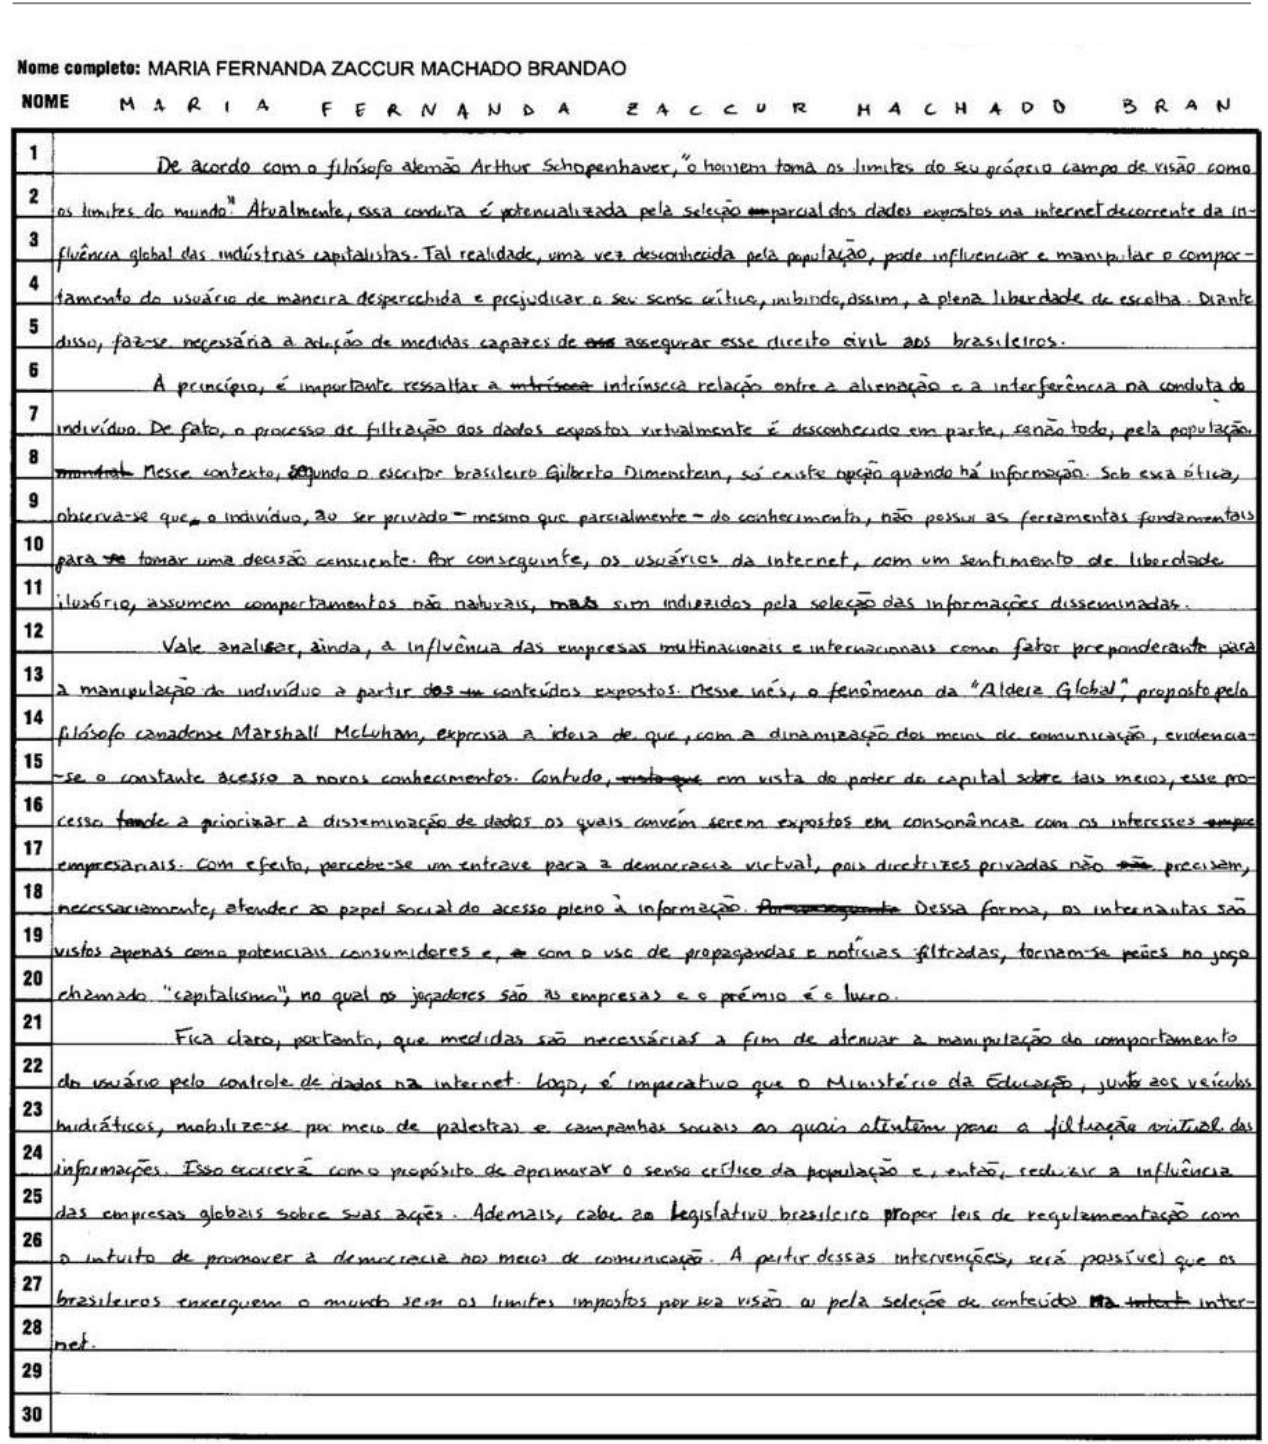 Nome completo: MARIA FERNANDA ZACCUR MACHADO BRANDAO
NOME MARIA FERNANDA ZACCUR MACHADO BRAN
1 De acordo com o filósofo alemão Arthur Schopenhaver, "o homem toma os limites do seu próprio campo de visão como
2 os limites do mundo". Atualmente, essa conduta é potencializada pela seleção parcial dos dados expostos na internet decorrente da in-
3 fluência global das indústrias capitalistas. Tal realidade, uma vez desconhecida pela população, pode influenciar e manipular o compor-
4 tamento do usuário de maneira despercebida e prejudicar o seu senso crítico, inibindo, assim, a plena liberdade de escolha. Diante
5 disso, faz-se necessária a adoção de medidas capazes de assegurar esse direito civil aos brasileiros.
6 A princípio, é importante ressaltar a intrínseca relação entre a alienação e a interferência na conduta do
7 indivíduo. De fato, o processo de filtração dos dados expostos virtualmente é desconhecido em parte, senão todo, pela população
8 mundial. Nesse contexto, segundo o escritor brasileiro Gilberto Dimenstein, só existe opção quando há informação. Sob essa ótica,
9 observa-se que o indivíduo, ao ser privado - mesmo que parcialmente - do conhecimento, não possui as ferramentas fundamentais
10 para tomar uma decisão consciente. Por conseguinte, os usuários da internet, com um sentimento de liberdade
11 ilusório, assumem comportamentos não naturais, mas sim induzidos pela seleção das informações disseminadas.
12 Vale analisar, ainda, a influência das empresas multinacionais e internacionais como fator preponderante para
13 a manipulação do indivíduo a partir dos conteúdos expostos. Nesse viés, o fenômeno da "Aldeia Global", proposto pelo
14 filósofo canadense Marshall McLuham, expressa a ideia de que, com a dinamização dos meios de comunicação, evidencia-
15 -se o constante acesso a novos conhecimentos. Contudo, em vista do poder do capital sobre tais meios, esse pro-
16 cesso tende a priorizar a disseminação de dados os quais convém serem expostos em consonância com os interesses
17 empresariais. Com efeito, percebe-se um entrave para a democracia virtual, pois diretrizes privadas não precisam,
18 necessariamente, atender ao papel social do acesso pleno à informação. Dessa forma, os internautas são
19 vistos apenas como potenciais consumidores e, com o uso de propagandas e notícias filtradas, tornam-se peões no jogo
20 chamado "capitalismo", no qual os jogadores são as empresas e o prêmio é o lucro.
21 Fica claro, portanto, que medidas são necessárias a fim de atenuar a manipulação do comportamento
22 do usuário pelo controle de dados na internet. Logo, é imperativo que o Ministério da Educação, junto aos veículos
23 midiáticos, mobilize-se por meio de palestras e campanhas sociais as quais atentem para a filtração virtual das
24 informações. Isso ocorrerá com o propósito de aprimorar o senso crítico da população e, então, reduzir a influência
25 das empresas globais sobre suas ações. Ademais, cabe ao Legislativo brasileiro propor leis de regulamentação com
26 o intuito de promover a democracia nos meios de comunicação. A partir dessas intervenções, será possível que os
27 brasileiros enxerguem o mundo sem os limites impostos por sua visão ou pela seleção de conteúdos na inter-
28 net.
29
30